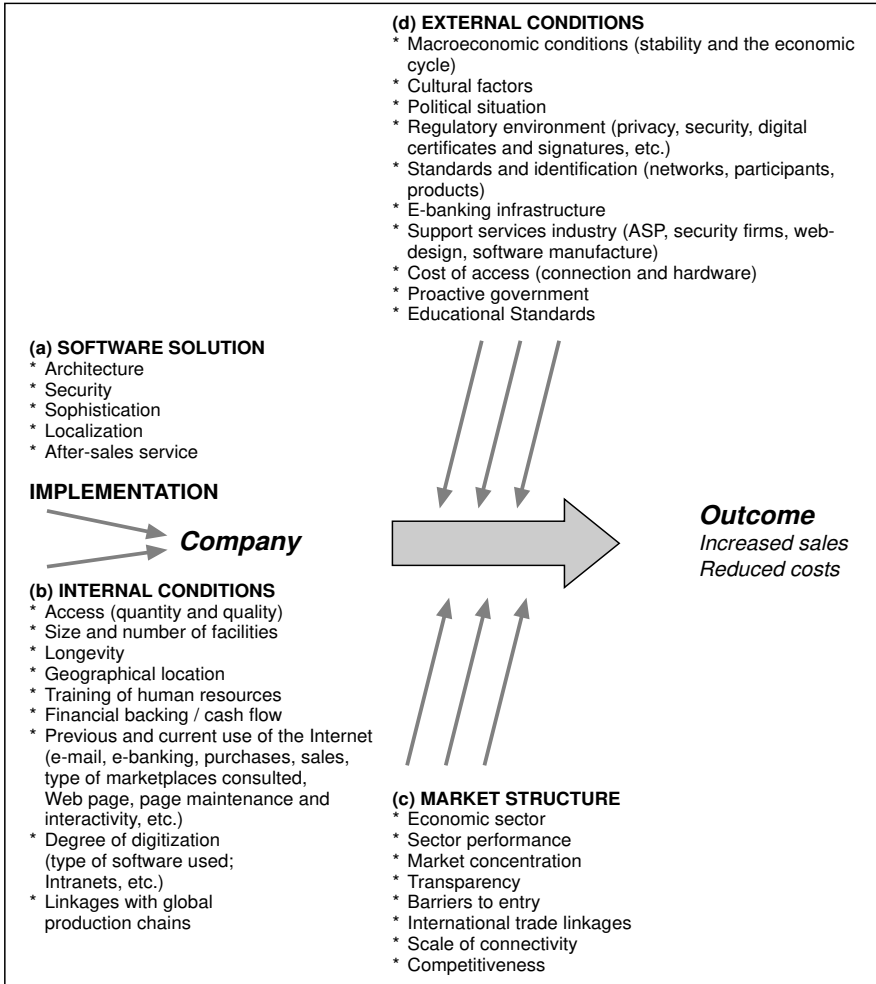 (d) EXTERNAL CONDITIONS
* Macroeconomic conditions (stability and the economic
cycle)
* Cultural factors
* Political situation
* Regulatory environment (privacy, security, digital
certificates and signatures, etc.)
* Standards and identification (networks, participants,
products)
* E-banking infrastructure
* Support services industry (ASP, security firms, web-
design, software manufacture)
* Cost of access (connection and hardware)
* Proactive government
* Educational Standards
(a) SOFTWARE SOLUTION
* Architecture
* Security
* Sophistication
* Localization
* After-sales service
IMPLEMENTATION
Company
Outcome
Increased sales
Reduced costs
(b) INTERNAL CONDITIONS
* Access (quantity and quality)
* Size and number of facilities
* Longevity
* Geographical location
* Training of human resources
* Financial backing / cash flow
* Previous and current use of the Internet
(e-mail, e-banking, purchases, sales,
type of marketplaces consulted,
Web page, page maintenance and
interactivity, etc.)
* Degree of digitization
(type of software used;
Intranets, etc.)
* Linkages with global
production chains
(c) MARKET STRUCTURE
* Economic sector
* Sector performance
* Market concentration
* Transparency
* Barriers to entry
* International trade linkages
* Scale of connectivity
* Competitiveness